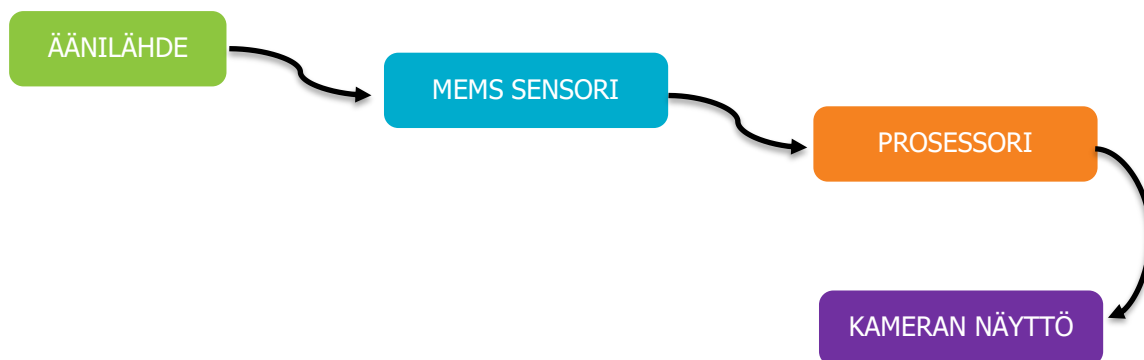 ÄÄNILÄHDE
MEMS SENSORI
PROSESSORI
KAMERAN NÄYTTÖ